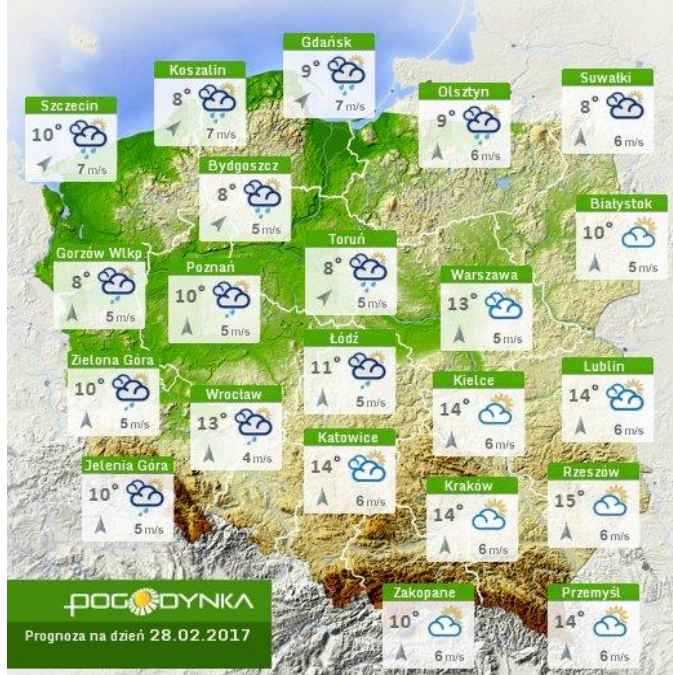 Gdańsk
9°
7 m/s
Koszalin
8°
7 m/s
Suwałki
8°
6 m/s
Olsztyn
9°
6 m/s
Szczecin
10°
7 m/s
Bydgoszcz
8°
5 m/s
Białystok
10°
5 m/s
Toruń
8°
5 m/s
Gorzów Wlkp
8°
5 m/s
Poznań
10°
5 m/s
Warszawa
13°
5 m/s
Łódź
11°
5 m/s
Zielona Góra
10°
5 m/s
Lublin
14°
6 m/s
Kielce
14°
6 m/s
Wrocław
13°
4 m/s
Katowice
14°
6 m/s
Jelenia Góra
10°
5 m/s
Rzeszów
15°
6 m/s
Kraków
14°
6 m/s
Zakopane
10°
6 m/s
Przemyśl
14°
6 m/s
POGODYNKA
Prognoza na dzień 28.02.2017